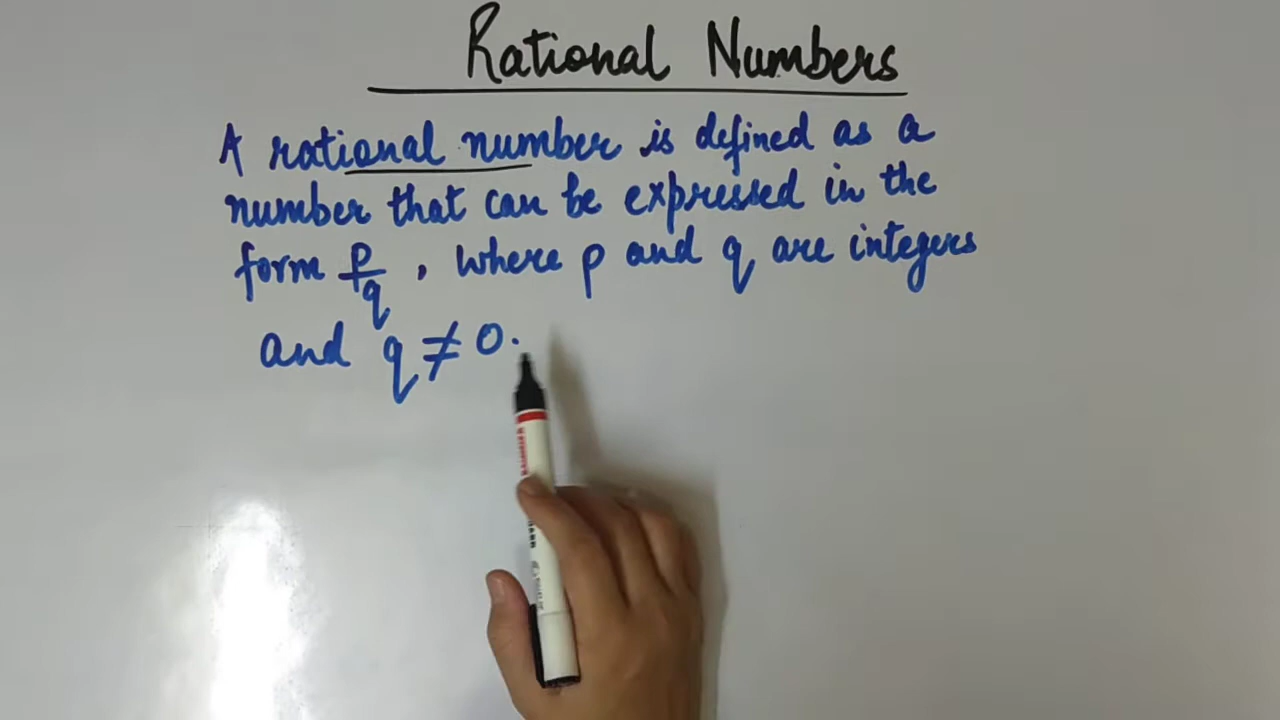 Rational Numbers
A rational number is defined as a
number that can be expressed in the
form p/q, where p and q are integers
and q ≠ 0.